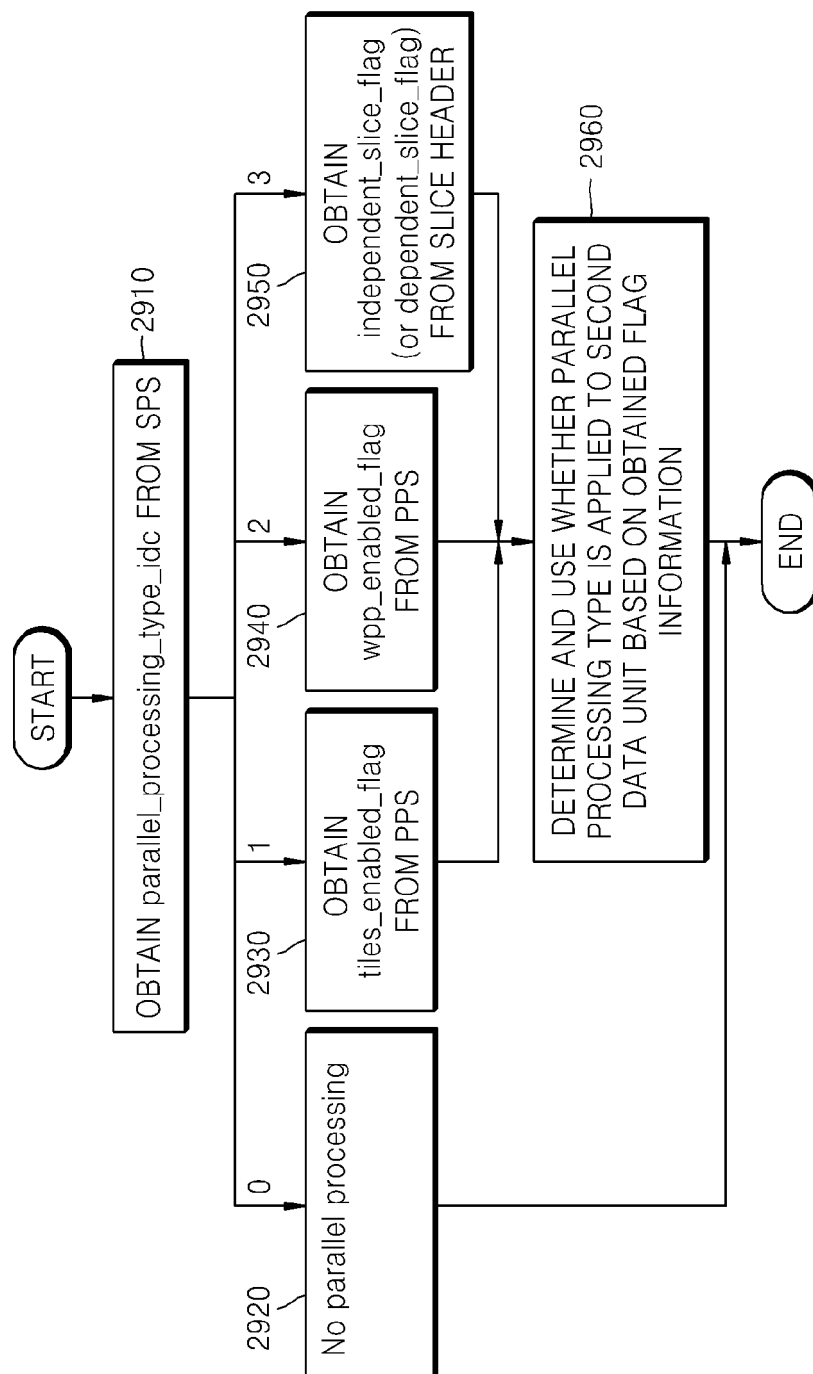 START
OBTAIN parallel_processing_type_idc FROM SPS
2910
0
1
2
3
2920
No parallel processing
2930
OBTAIN
tiles_enabled_flag
FROM PPS
2940
OBTAIN
wpp_enabled_flag
FROM PPS
2950
OBTAIN
independent_slice_flag
(or dependent_slice_flag)
FROM SLICE HEADER
2960
DETERMINE AND USE WHETHER PARALLEL
PROCESSING TYPE IS APPLIED TO SECOND
DATA UNIT BASED ON OBTAINED FLAG
INFORMATION
END